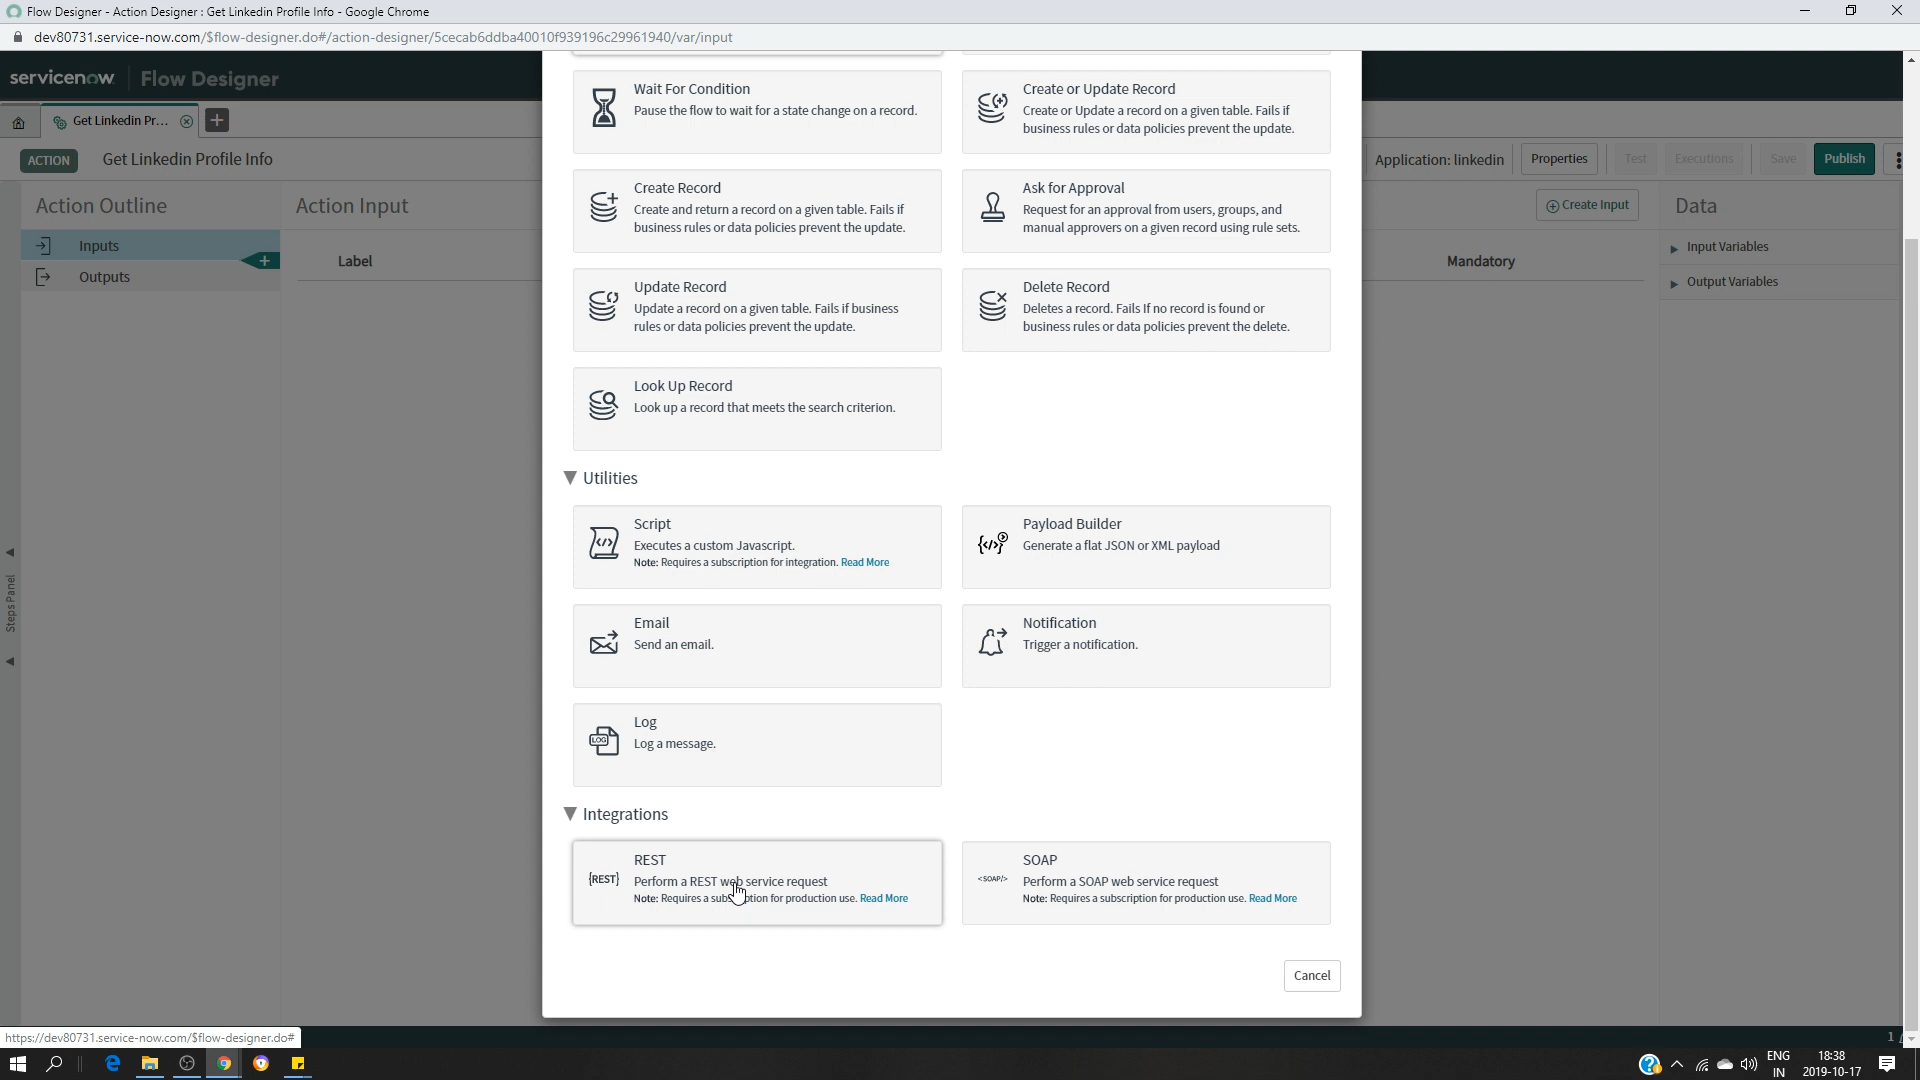 Flow Designer - Action Designer : Get Linkedin Profile Info - Google Chrome
dev80731.service-now.com/$flow-designer.do#/action-designer/5cecab6ddba40010f939196c29961940/var/input
servicenow Flow Designer
Get Linkedin Pr...
ACTION Get Linkedin Profile Info
Application: linkedin Properties Test Executions Save Publish
Action Outline
Inputs
Outputs
Action Input
Create Input
Label
Mandatory
Data
Input Variables
Output Variables
Steps Panel
Wait For Condition
Pause the flow to wait for a state change on a record.
Create or Update Record
Create or Update a record on a given table. Fails if
business rules or data policies prevent the update.
Create Record
Create and return a record on a given table. Fails if
business rules or data policies prevent the update.
Ask for Approval
Request for an approval from users, groups, and
manual approvers on a given record using rule sets.
Update Record
Update a record on a given table. Fails if business
rules or data policies prevent the update.
Delete Record
Deletes a record. Fails If no record is found or
business rules or data policies prevent the delete.
Look Up Record
Look up a record that meets the search criterion.
Utilities
Script
Executes a custom Javascript.
Note: Requires a subscription for integration. Read More
Payload Builder
Generate a flat JSON or XML payload
Email
Send an email.
Notification
Trigger a notification.
LOG
Log
Log a message.
Integrations
{REST}
REST
Perform a REST web service request
Note: Requires a subscription for production use. Read More
<SOAP/>
SOAP
Perform a SOAP web service request
Note: Requires a subscription for production use. Read More
Cancel
https://dev80731.service-now.com/$flow-designer.do#
1
ENG
IN
18:38
2019-10-17